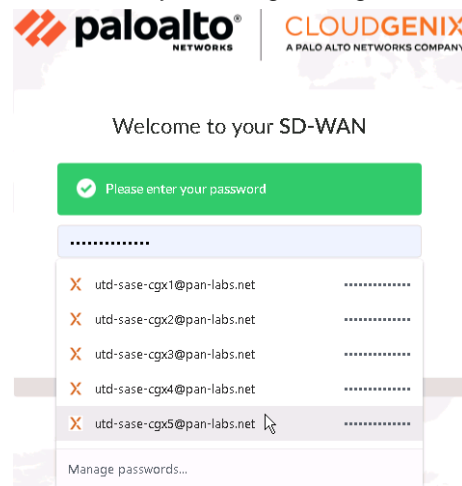 paloalto®
NETWORKS
CLOUDGENIX
A PALO ALTO NETWORKS COMPANY
Welcome to your SD-WAN
Please enter your password
••••••••••••••
utd-sase-cgx1@pan-labs.net •••••••••••••
utd-sase-cgx2@pan-labs.net •••••••••••••
utd-sase-cgx3@pan-labs.net •••••••••••••
utd-sase-cgx4@pan-labs.net •••••••••••••
utd-sase-cgx5@pan-labs.net •••••••••••••
Manage passwords...